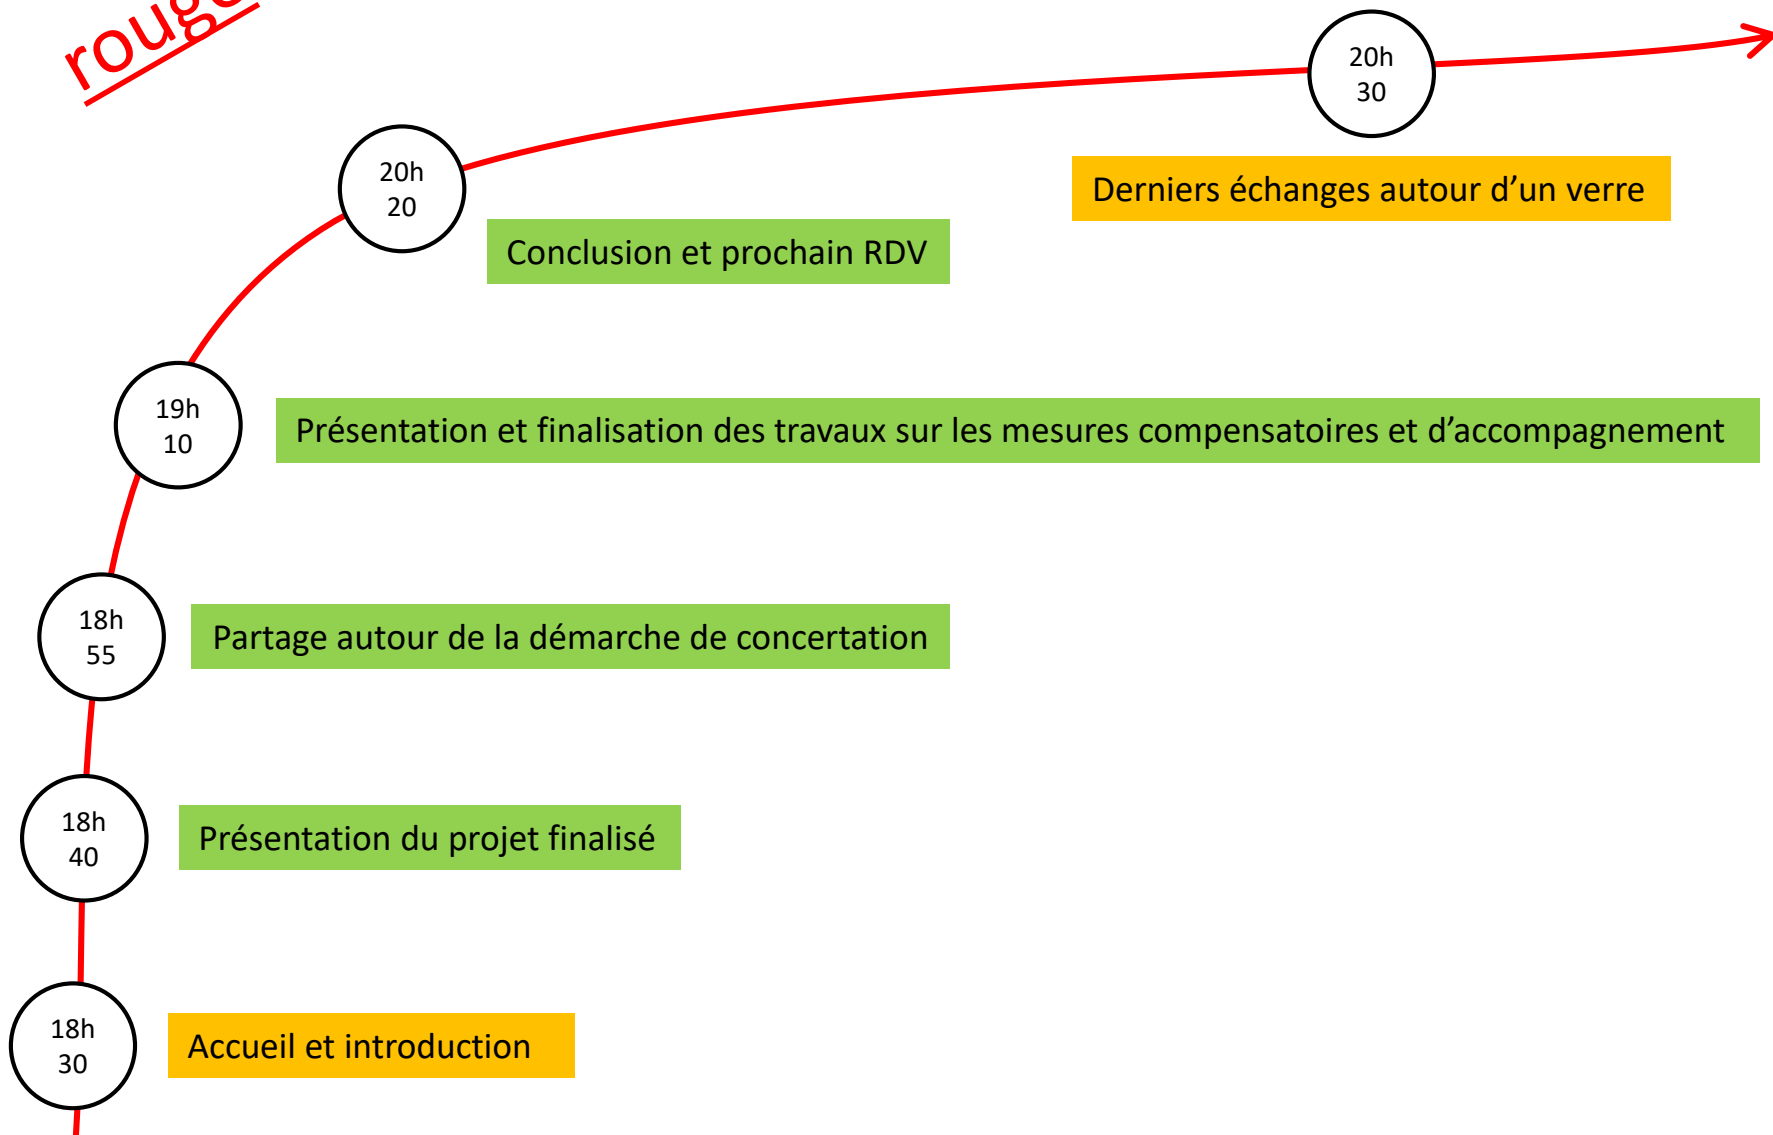 rouge
20h
30
Derniers échanges autour d’un verre
20h
20
Conclusion et prochain RDV
19h
10
Présentation et finalisation des travaux sur les mesures compensatoires et d’accompagnement
18h
55
Partage autour de la démarche de concertation
18h
40
Présentation du projet finalisé
18h
30
Accueil et introduction